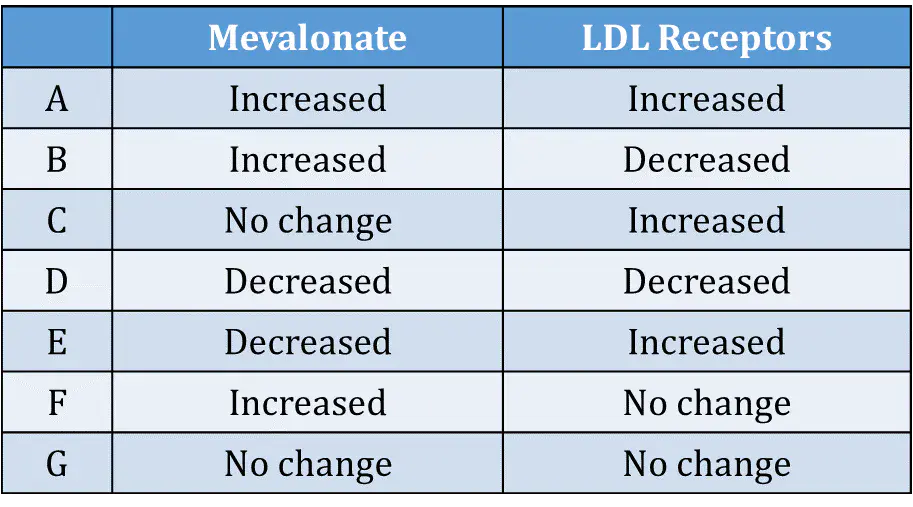 Mevalonate LDL Receptors
A Increased Increased
B Increased Decreased
C No change Increased
D Decreased Decreased
E Decreased Increased
F Increased No change
G No change No change